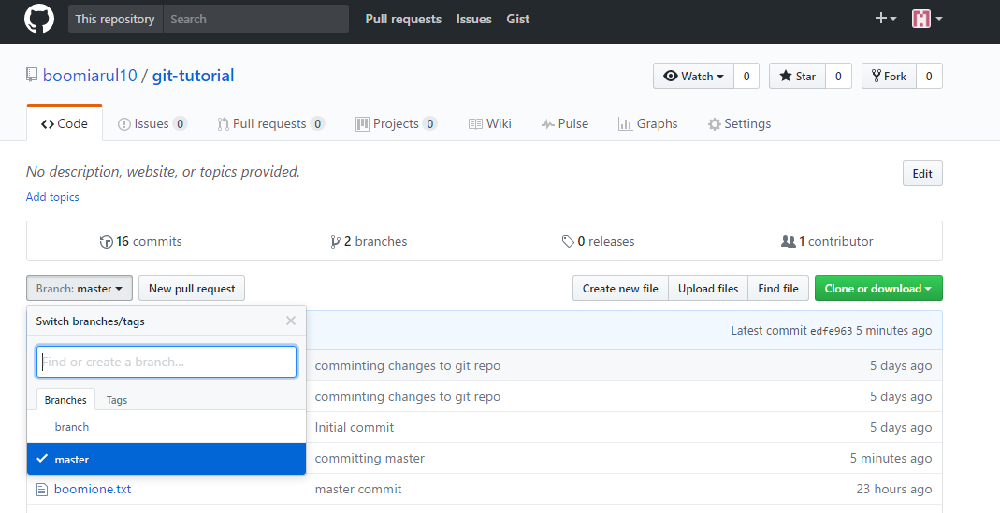 This repository Search Pull requests Issues Gist
boomiarul10 / git-tutorial Watch 0 Star 0 Fork 0
Code Issues 0 Pull requests 0 Projects 0 Wiki Pulse Graphs Settings
No description, website, or topics provided. Edit
Add topics
16 commits 2 branches 0 releases 1 contributor
Branch: master New pull request Create new file Upload files Find file Clone or download
Switch branches/tags
Latest commit edfe963 5 minutes ago
Find or create a branch...
comminting changes to git repo 5 days ago
Branches Tags
comminting changes to git repo 5 days ago
branch
Initial commit 5 days ago
master
committing master 5 minutes ago
boomione.txt master commit 23 hours ago